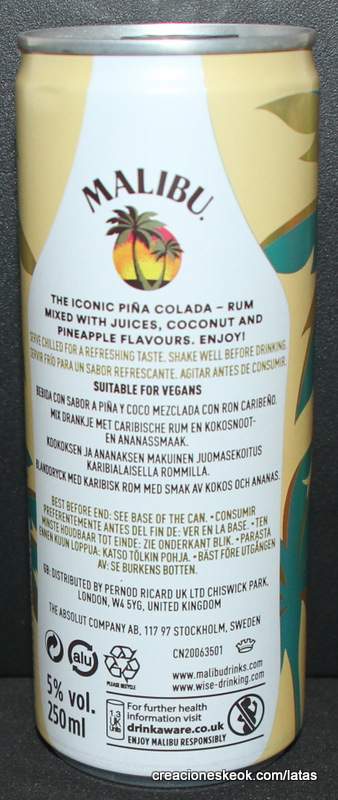 MALIBU.
THE ICONIC PIÑA COLADA – RUM
MIXED WITH JUICES, COCONUT AND
PINEAPPLE FLAVOURS. ENJOY!
SERVE CHILLED FOR A REFRESHING TASTE. SHAKE WELL BEFORE DRINKING.
SERVIR FRÍO PARA UN SABOR REFRESCANTE. AGITAR ANTES DE CONSUMIR.
SUITABLE FOR VEGANS
BEBIDA CON SABOR A PIÑA Y COCO MEZCLADA CON RON CARIBEÑO.
MIX DRANKJE MET CARIBISCHE RUM EN KOKOSNOOT-
EN ANANASSMAAK.
KOOKOKSEN JA ANANAKSEN MAKUINEN JUOMASEKOITUS
KARIBIALAISELLA ROMMILLA.
BLANDDRYCK MED KARIBISK ROM MED SMAK AV KOKOS OCH ANANAS.
BEST BEFORE END: SEE BASE OF THE CAN. • CONSUMIR
PREFERENTEMENTE ANTES DEL FIN DE: VER EN LA BASE. • TEN
MINSTE HOUDBAAR TOT EINDE: ZIE ONDERKANT BLIK. • PARASTA
ENNEN KUUN LOPPUA: KATSO TÖLKIN POHJA. • BÄST FÖRE UTGÅNGEN
AV: SE BURKENS BOTTEN.
GB: DISTRIBUTED BY PERNOD RICARD UK LTD CHISWICK PARK,
LONDON, W4 5YG, UNITED KINGDOM
THE ABSOLUT COMPANY AB, 117 97 STOCKHOLM, SWEDEN
CN20063501
alu
PLEASE RECYCLE
www.malibudrinks.com
www.wise-drinking.com
5% vol.
250 ml
For further health
information visit
drinkaware.co.uk
ENJOY MALIBU RESPONSIBLY
creacioneskeok.com/latas